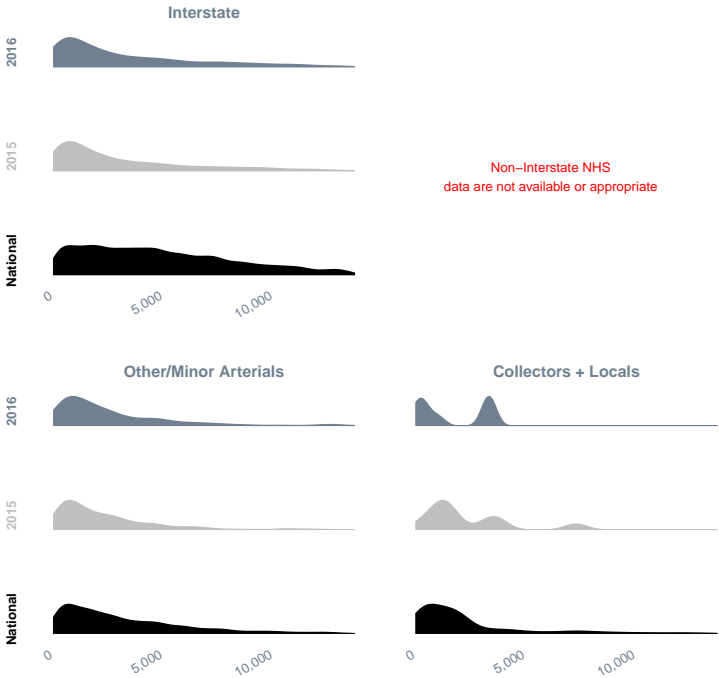 Interstate
2016
2015
National
0
5,000
10,000
Non−Interstate NHS
data are not available or appropriate
Other/Minor Arterials
2016
2015
National
0
5,000
10,000
Collectors + Locals
0
5,000
10,000